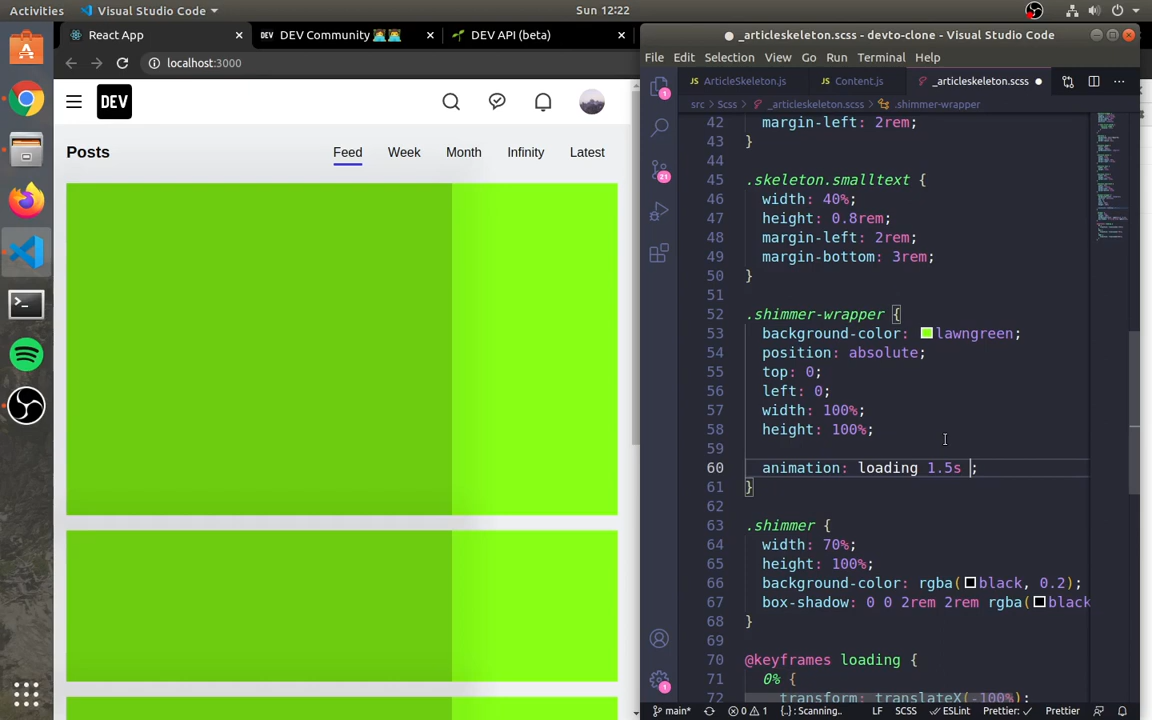 Activities
Visual Studio Code
Sun 12:22
React App
DEV Community
DEV API (beta)
localhost:3000
DEV
Posts
Feed
Week
Month
Infinity
Latest
_articleskeleton.scss - devto-clone - Visual Studio Code
File Edit Selection View Go Run Terminal Help
ArticleSkeleton.js
Content.js
_articleskeleton.scss
src > Scss > _articleskeleton.scss > .shimmer-wrapper
1
21
1
42 margin-left: 2rem;
43 }
44
45 .skeleton.smalltext {
46 width: 40%;
47 height: 0.8rem;
48 margin-left: 2rem;
49 margin-bottom: 3rem;
50 }
51
52 .shimmer-wrapper {
53 background-color: lawngreen;
54 position: absolute;
55 top: 0;
56 left: 0;
57 width: 100%;
58 height: 100%;
59
60 animation: loading 1.5s ;
61 }
62
63 .shimmer {
64 width: 70%;
65 height: 100%;
66 background-color: rgba(black, 0.2);
67 box-shadow: 0 0 2rem 2rem rgba(black
68 }
69
70 @keyframes loading {
71 0% {
72 transform: translateX(-100%);
main* 0 1 {..}: Scanning.. LF SCSS ESLint Prettier: ✓ Prettier